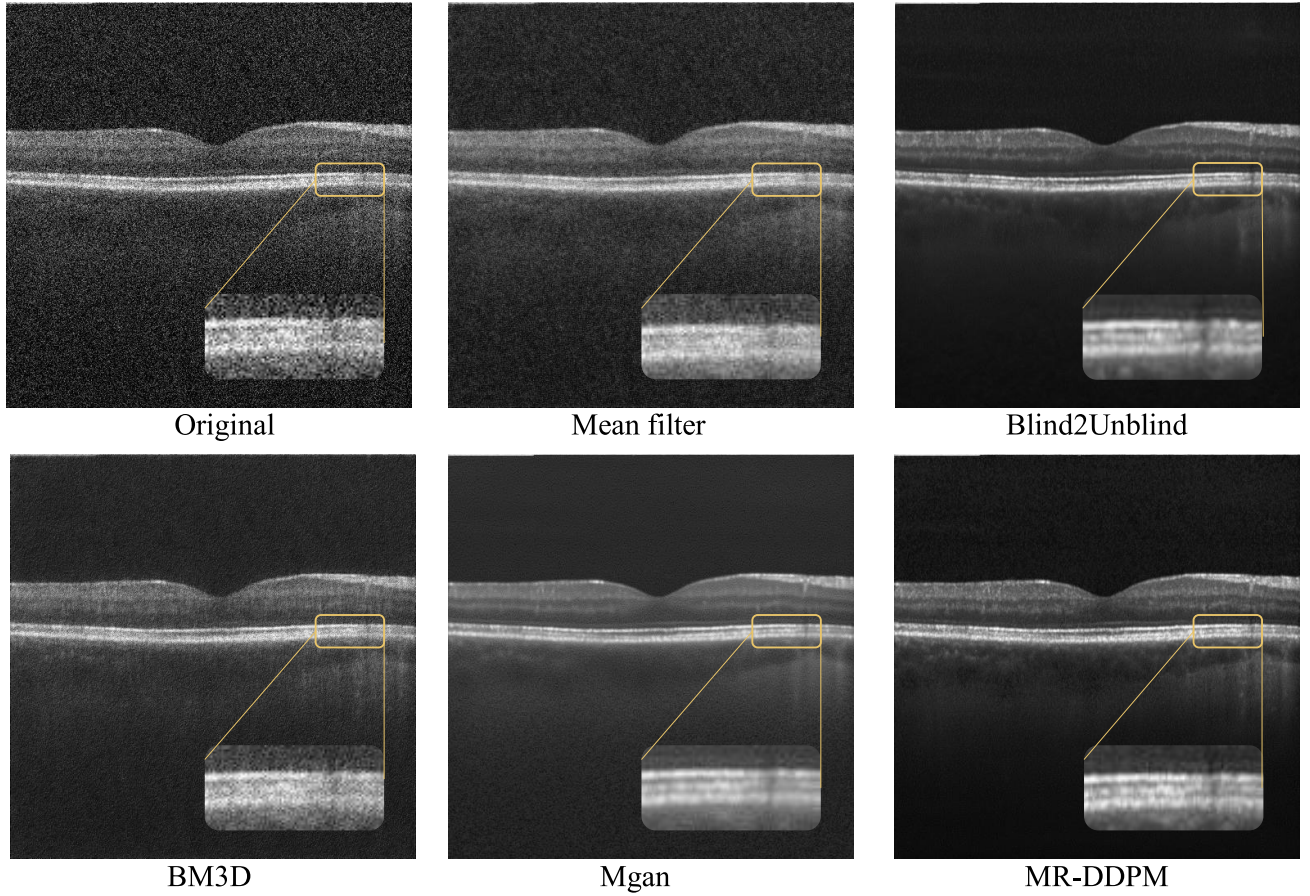 Original
Mean filter
Blind2Unblind
BM3D
Mgan
MR-DDPM